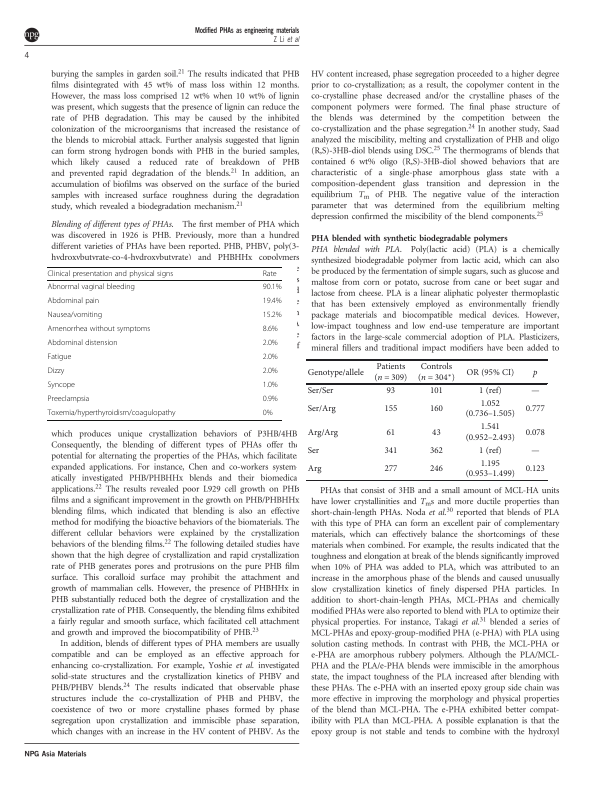 npg
Modified PHAs as engineering materials
Z Li et al
4
burying the samples in garden soil.21 The results indicated that PHB
films disintegrated with 45 wt% of mass loss within 12 months.
However, the mass loss comprised 12 wt% when 10 wt% of lignin
was present, which suggests that the presence of lignin can reduce the
rate of PHB degradation. This may be caused by the inhibited
colonization of the microorganisms that increased the resistance of
the blends to microbial attack. Further analysis suggested that lignin
can form strong hydrogen bonds with PHB in the buried samples,
which likely caused a reduced rate of breakdown of PHB
and prevented rapid degradation of the blends.21 In addition, an
accumulation of biofilms was observed on the surface of the buried
samples with increased surface roughness during the degradation
study, which revealed a biodegradation mechanism.21
Blending of different types of PHAs. The first member of PHA which
was discovered in 1926 is PHB. Previously, more than a hundred
different varieties of PHAs have been reported. PHB, PHBV, poly(3-
hydroxybutyrate-co-4-hydroxybutyrate) and PHBHHx copolymers
Clinical presentation and physical signs Rate
Abnormal vaginal bleeding 90.1%
Abdominal pain 19.4%
Nausea/vomiting 15.2%
Amenorrhea without symptoms 8.6%
Abdominal distension 2.0%
Fatigue 2.0%
Dizzy 2.0%
Syncope 1.0%
Preeclampsia 0.9%
Toxemia/hyperthyroidism/coagulopathy 0%
which produces unique crystallization behaviors of P3HB/4HB
Consequently, the blending of different types of PHAs offer th
potential for altering the properties of the PHAs, which facilitate
expanded applications. For instance, Chen and co-workers system-
atically investigated PHB/PHBHHx blends and their biomedica
applications.22 The results revealed poor L929 cell growth on PHB
films and a significant improvement in the growth on PHB/PHBHHx
blending films, which indicated that blending is also an effective
method for modifying the bioactive behaviors of the biomaterials. The
different cellular behaviors were explained by the crystallization
behaviors of the blending films.22 The following detailed studies have
shown that the high degree of crystallization and rapid crystallization
rate of PHB generates pores and protrusions on the pure PHB film
surface. This coralloid surface may prohibit the attachment and
growth of mammalian cells. However, the presence of PHBHHx in
PHB substantially reduced both the degree of crystallization and the
crystallization rate of PHB. Consequently, the blending films exhibited
a fairly regular and smooth surface, which facilitated cell attachment
and growth and improved the biocompatibility of PHB.23
In addition, blends of different types of PHA members are usually
compatible and can be employed as an effective approach for
enhancing co-crystallization. For example, Yoshie et al. investigated
solid-state structures and the crystallization kinetics of PHBV and
PHB/PHBV blends.24 The results indicated that observable phase
structures include the co-crystallization of PHB and PHBV, the
coexistence of two or more crystalline phases formed by phase
segregation upon crystallization and immiscible phase separation,
which changes with an increase in the HV content of PHBV. As the
HV content increased, phase segregation proceeded to a higher degree
prior to co-crystallization; as a result, the copolymer content in the
co-crystalline phase decreased and/or the crystalline phases of the
component polymers were formed. The final phase structure of
the blends was determined by the competition between the
co-crystallization and the phase segregation.24 In another study, Saad
analyzed the miscibility, melting and crystallization of PHB and oligo
(R,S)-3HB-diol blends using DSC.25 The thermograms of blends that
contained 6 wt% oligo (R,S)-3HB-diol showed behaviors that are
characteristic of a single-phase amorphous glass state with a
composition-dependent glass transition and depression in the
equilibrium Tm of PHB. The negative value of the interaction
parameter that was determined from the equilibrium melting
depression confirmed the miscibility of the blend components.25
PHA blended with synthetic biodegradable polymers
PHA blended with PLA. Poly(lactic acid) (PLA) is a chemically
synthesized biodegradable polymer from lactic acid, which can also
be produced by the fermentation of simple sugars, such as glucose and
maltose from corn or potato, sucrose from cane or beet sugar and
lactose from cheese. PLA is a linear aliphatic polyester thermoplastic
that has been extensively employed as environmentally friendly
package materials and biocompatible medical devices. However,
low-impact toughness and low end-use temperature are important
factors in the large-scale commercial adoption of PLA. Plasticizers,
mineral fillers and traditional impact modifiers have been added to
Genotype/allele Patients (n = 309) Controls (n = 304*) OR (95% CI) p
Ser/Ser 93 101 1 (ref) —
Ser/Arg 155 160 1.052 (0.736–1.505) 0.777
Arg/Arg 61 43 1.541 (0.952–2.493) 0.078
Ser 341 362 1 (ref) —
Arg 277 246 1.195 (0.953–1.499) 0.123
PHAs that consist of 3HB and a small amount of MCL-HA units
have lower crystallinities and Tms and more ductile properties than
short-chain-length PHAs. Noda et al.30 reported that blends of PLA
with this type of PHA can form an excellent pair of complementary
materials, which can effectively balance the shortcomings of these
materials when combined. For example, the results indicated that the
toughness and elongation at break of the blends significantly improved
when 10% of PHA was added to PLA, which was attributed to an
increase in the amorphous phase of the blends and caused unusually
slow crystallization kinetics of finely dispersed PHA particles. In
addition to short-chain-length PHAs, MCL-PHAs and chemically
modified PHAs were also reported to blend with PLA to optimize their
physical properties. For instance, Takagi et al.31 blended a series of
MCL-PHAs and epoxy-group-modified PHA (e-PHA) with PLA using
solution casting methods. In contrast with PHB, the MCL-PHA or
e-PHA are amorphous rubbery polymers. Although the PLA/MCL-
PHA and the PLA/e-PHA blends were immiscible in the amorphous
state, the impact toughness of the PLA increased after blending with
these PHAs. The e-PHA with an inserted epoxy group side chain was
more effective in improving the morphology and physical properties
of the blend than MCL-PHA. The e-PHA exhibited better compat-
ibility with PLA than MCL-PHA. A possible explanation is that the
epoxy group is not stable and tends to combine with the hydroxyl
NPG Asia Materials